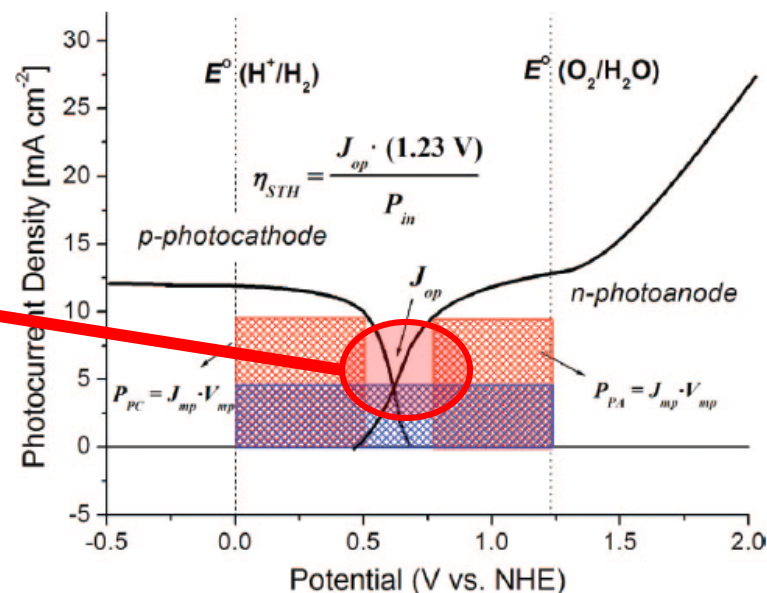 30
25
20
15
10
5
0
-5
Photocurrent Density [mA cm⁻²]
E° (H⁺/H₂)
E° (O₂/H₂O)
η_STH = J_op · (1.23 V) / P_in
p-photocathode
J_op
n-photoanode
P_PC = J_mp·V_mp
P_PA = J_mp·V_mp
-0.5 0.0 0.5 1.0 1.5 2.0
Potential (V vs. NHE)